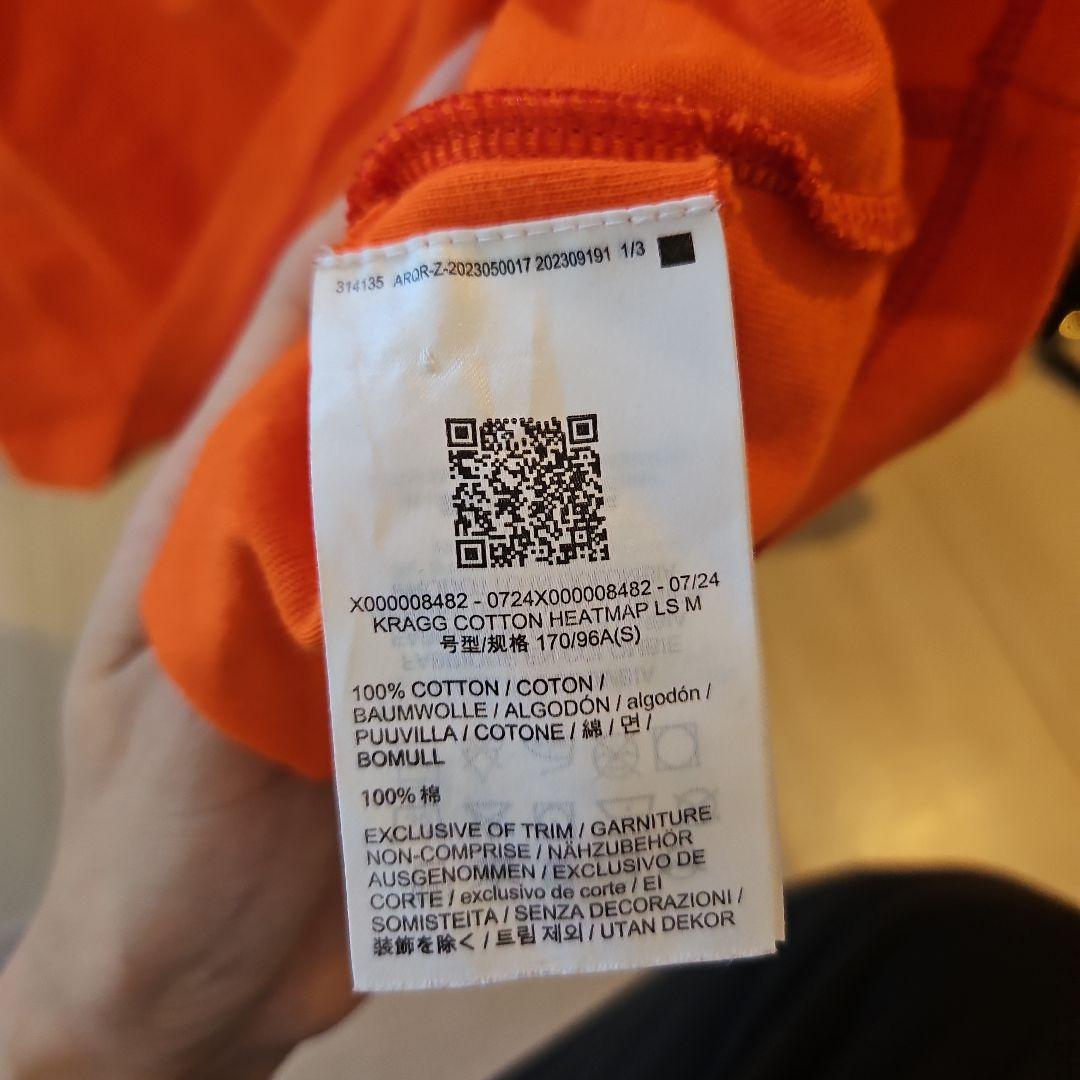 314135 ARQR-Z-2023050017 202309191 1/3
X000008482 - 0724X000008482 - 07/24
KRAGG COTTON HEATMAP LS M
号型/规格 170/96A(S)
100% COTTON / COTON /
BAUMWOLLE / ALGODÓN / algodón /
PUUVILLA / COTONE / 綿 / 면 /
BOMULL
100% 棉
EXCLUSIVE OF TRIM / GARNITURE
NON-COMPRISE / NÄHZUBEHÖR
AUSGENOMMEN / EXCLUSIVO DE
CORTE / exclusivo de corte / EI
SOMISTEITA / SENZA DECORAZIONI /
装飾を除く / 트림 제외 / UTAN DEKOR